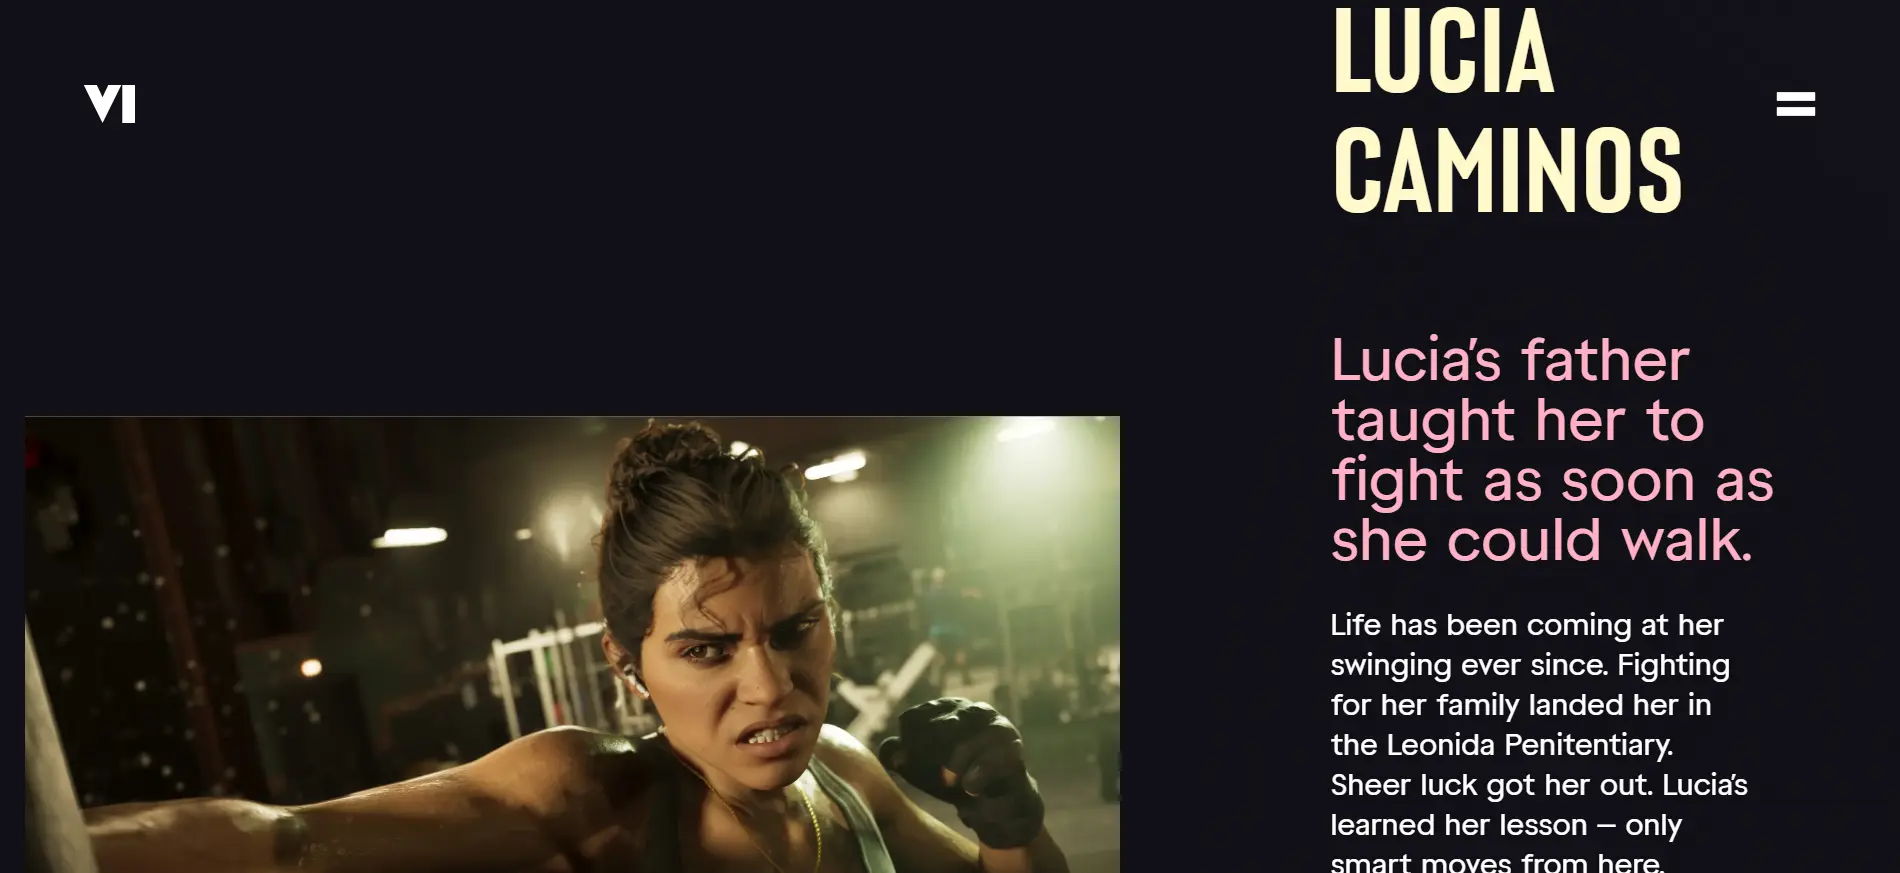 VI
LUCIA
CAMINOS
Lucia's father
taught her to
fight as soon as
she could walk.
Life has been coming at her
swinging ever since. Fighting
for her family landed her in
the Leonida Penitentiary.
Sheer luck got her out. Lucia's
learned her lesson — only
smart moves from here.